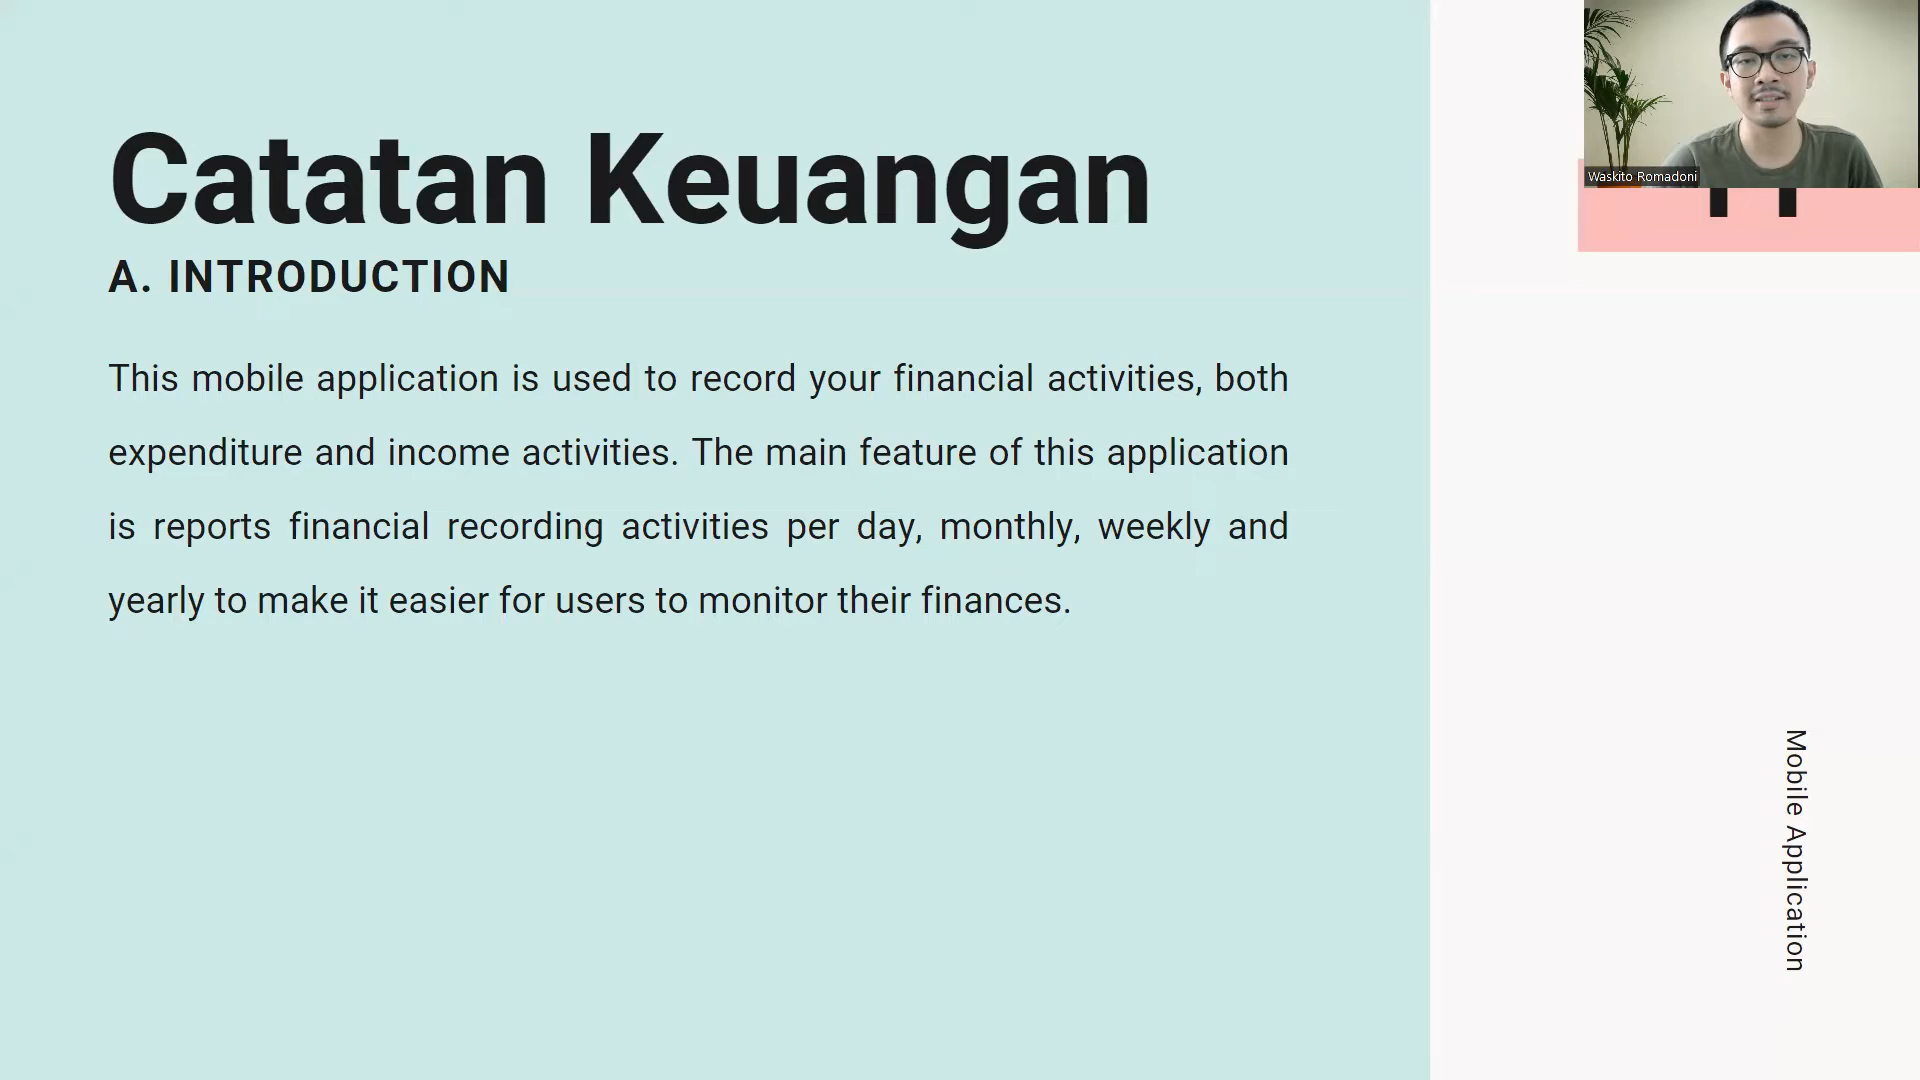 Catatan Keuangan
A. INTRODUCTION
This mobile application is used to record your financial activities, both
expenditure and income activities. The main feature of this application
is reports financial recording activities per day, monthly, weekly and
yearly to make it easier for users to monitor their finances.
Waskito Romadoni
Mobile Application